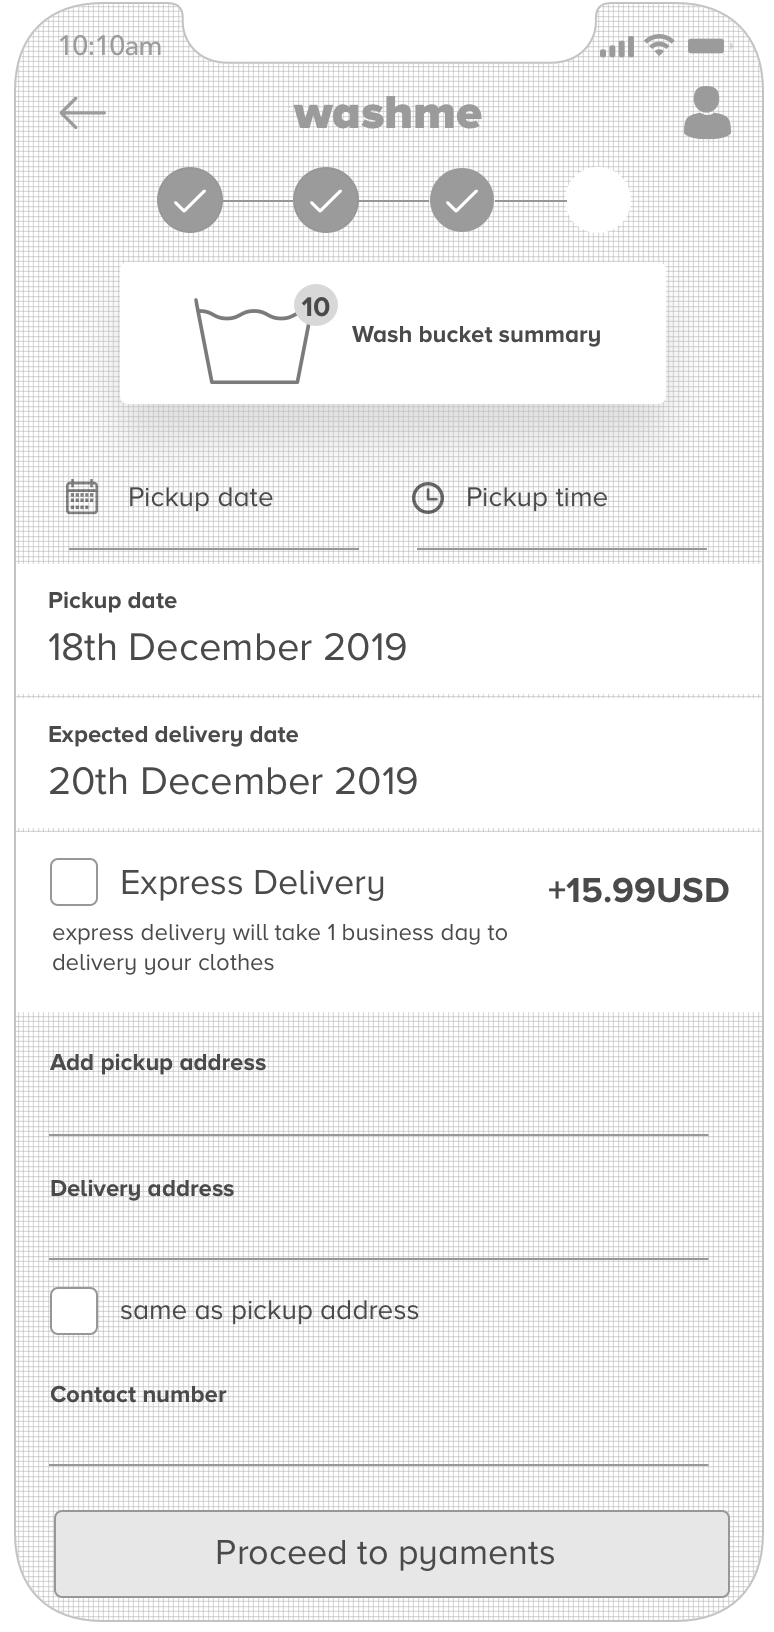 10:10am
washme
10
Wash bucket summary
Pickup date
Pickup time
Pickup date
18th December 2019
Expected delivery date
20th December 2019
Express Delivery
+15.99USD
express delivery will take 1 business day to
delivery your clothes
Add pickup address
Delivery address
same as pickup address
Contact number
Proceed to pyaments